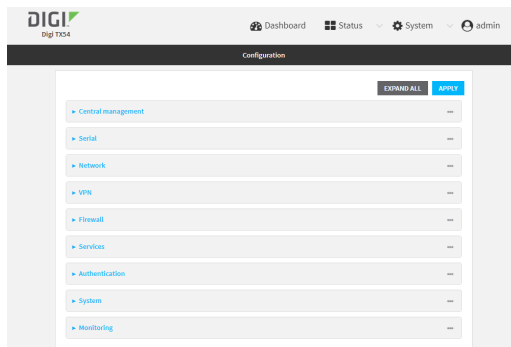 DIGI
Digi TX54
Dashboard Status System admin
Configuration
EXPAND ALL APPLY
Central management
Serial
Network
VPN
Firewall
Services
Authentication
System
Monitoring